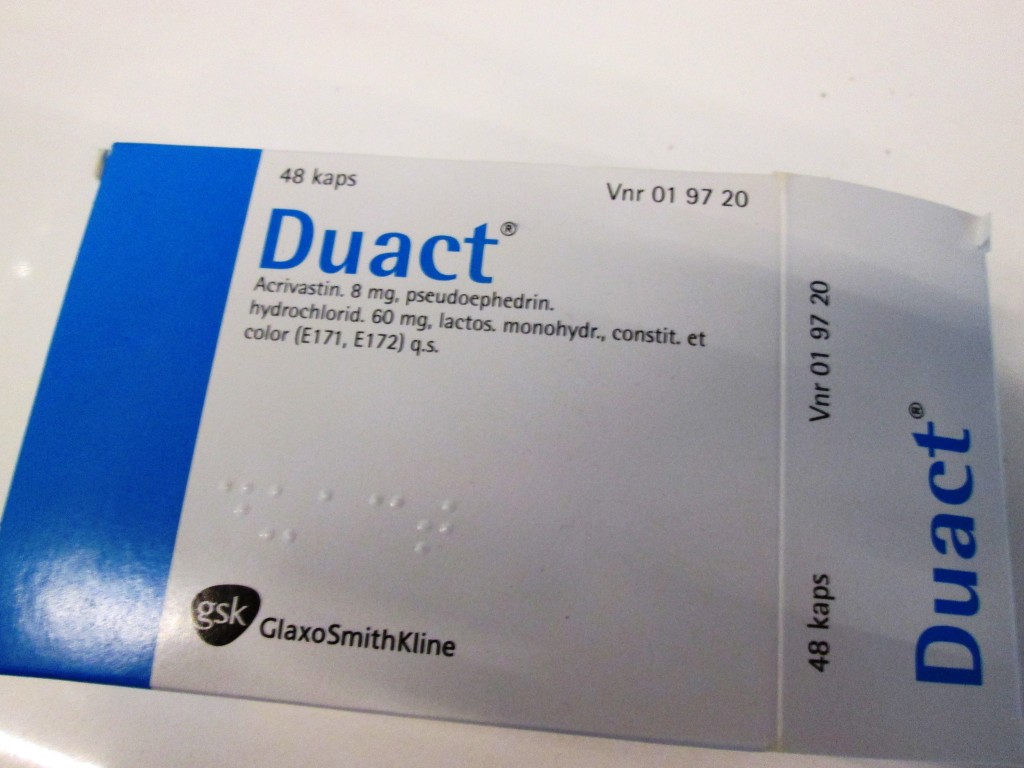 48 kaps
Vnr 01 97 20
Duact®
Acrivastin. 8 mg, pseudoephedrin.
hydrochlorid. 60 mg, lactos. monohydr., constit. et
color (E171, E172) q.s.
gsk GlaxoSmithKline
Vnr 01 97 20
48 kaps
Duact®